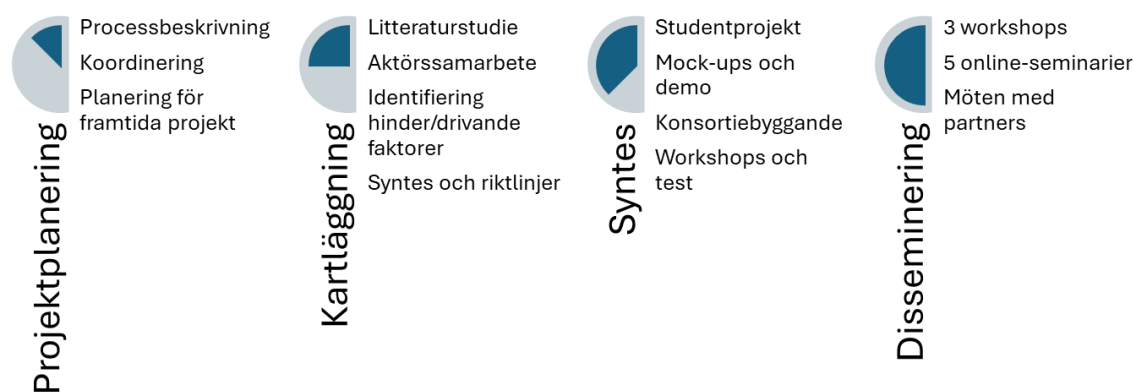 Projektplanering
Processbeskrivning
Koordinering
Planering för
framtida projekt
Kartläggning
Litteraturstudie
Aktörssamarbete
Identifiering
hinder/drivande
faktorer
Syntes och riktlinjer
Syntes
Studentprojekt
Mock-ups och
demo
Konsortiebyggande
Workshops och
test
Disseminering
3 workshops
5 online-seminarier
Möten med
partners